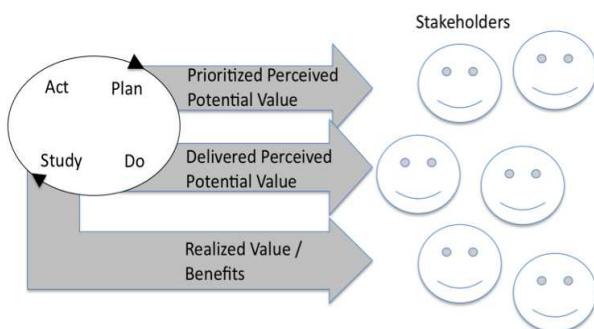 Stakeholders
Act Plan
Study Do
Prioritized Perceived
Potential Value
Delivered Perceived
Potential Value
Realized Value /
Benefits